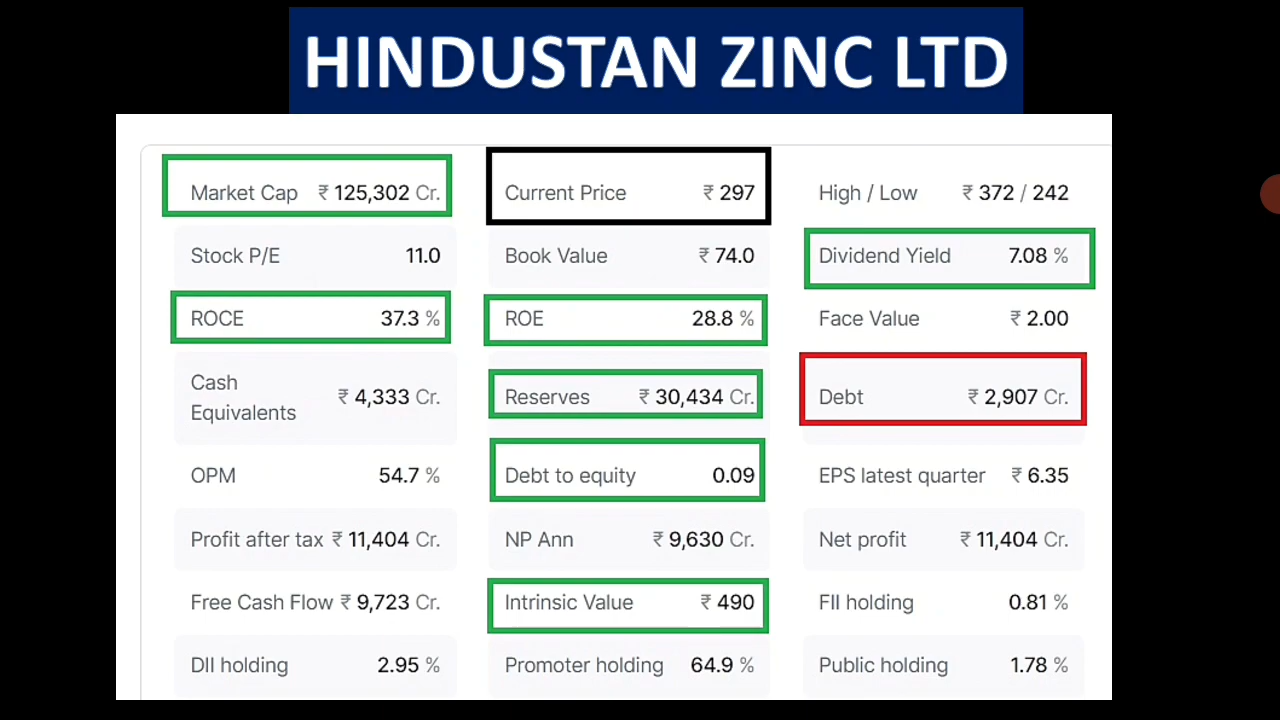 HINDUSTAN ZINC LTD
Market Cap ₹ 125,302 Cr. Current Price ₹ 297 High / Low ₹ 372 / 242
Stock P/E 11.0 Book Value ₹ 74.0 Dividend Yield 7.08 %
ROCE 37.3 % ROE 28.8 % Face Value ₹ 2.00
Cash Equivalents ₹ 4,333 Cr. Reserves ₹ 30,434 Cr. Debt ₹ 2,907 Cr.
OPM 54.7 % Debt to equity 0.09 EPS latest quarter ₹ 6.35
Profit after tax ₹ 11,404 Cr. NP Ann ₹ 9,630 Cr. Net profit ₹ 11,404 Cr.
Free Cash Flow ₹ 9,723 Cr. Intrinsic Value ₹ 490 FII holding 0.81 %
DII holding 2.95 % Promoter holding 64.9 % Public holding 1.78 %